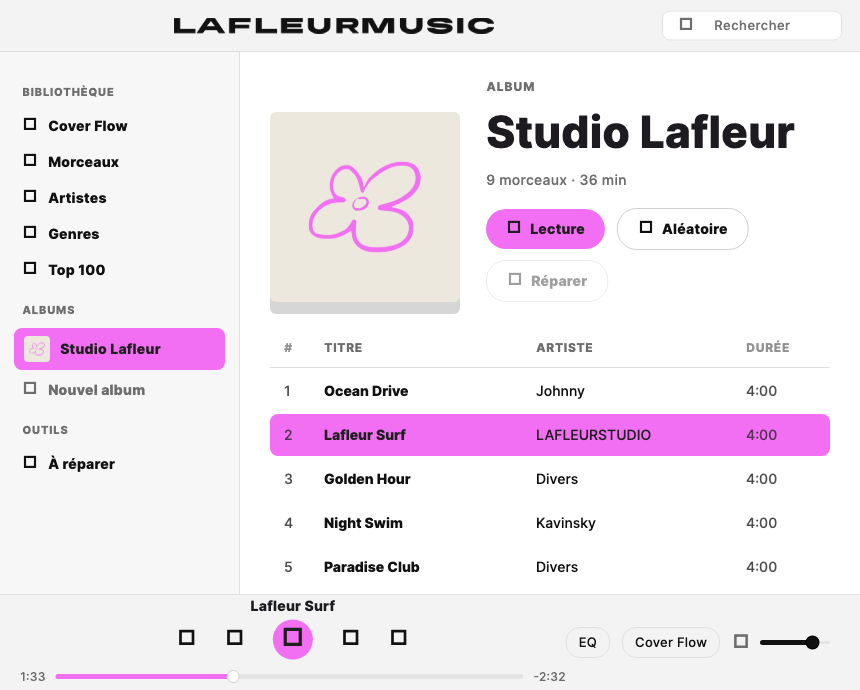 LAFLEURMUSIC
Rechercher
BIBLIOTHÈQUE
Cover Flow
Morceaux
Artistes
Genres
Top 100
ALBUMS
Studio Lafleur
Nouvel album
OUTILS
À réparer
ALBUM
Studio Lafleur
9 morceaux · 36 min
Lecture
Aléatoire
Réparer
# TITRE ARTISTE DURÉE
1 Ocean Drive Johnny 4:00
2 Lafleur Surf LAFLEURSTUDIO 4:00
3 Golden Hour Divers 4:00
4 Night Swim Kavinsky 4:00
5 Paradise Club Divers 4:00
Lafleur Surf
EQ
Cover Flow
1:33
-2:32